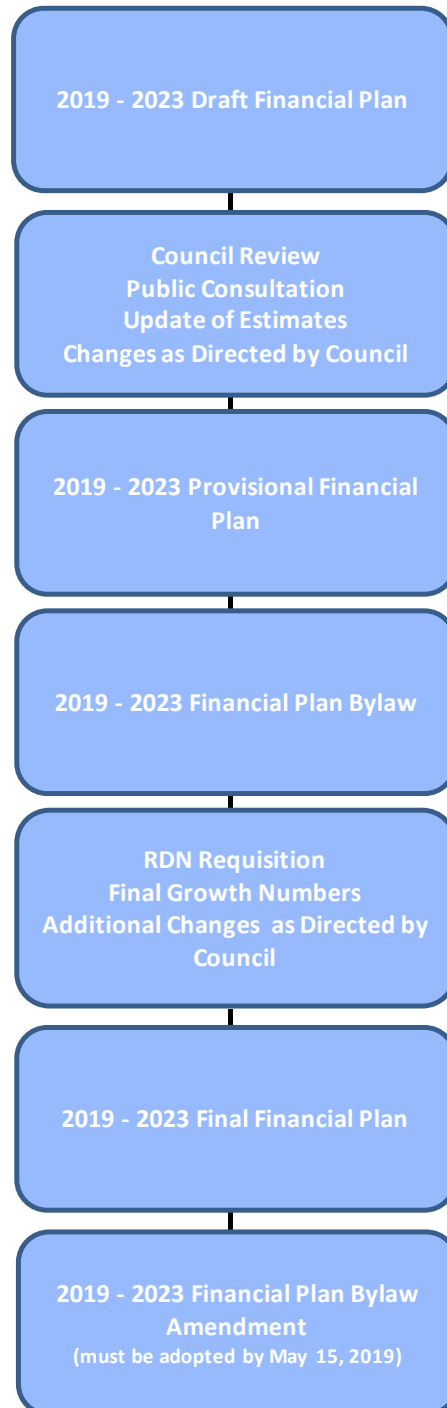 2019 - 2023 Draft Financial Plan
Council Review
Public Consultation
Update of Estimates
Changes as Directed by Council
2019 - 2023 Provisional Financial
Plan
2019 - 2023 Financial Plan Bylaw
RDN Requisition
Final Growth Numbers
Additional Changes as Directed by
Council
2019 - 2023 Final Financial Plan
2019 - 2023 Financial Plan Bylaw
Amendment
(must be adopted by May 15, 2019)